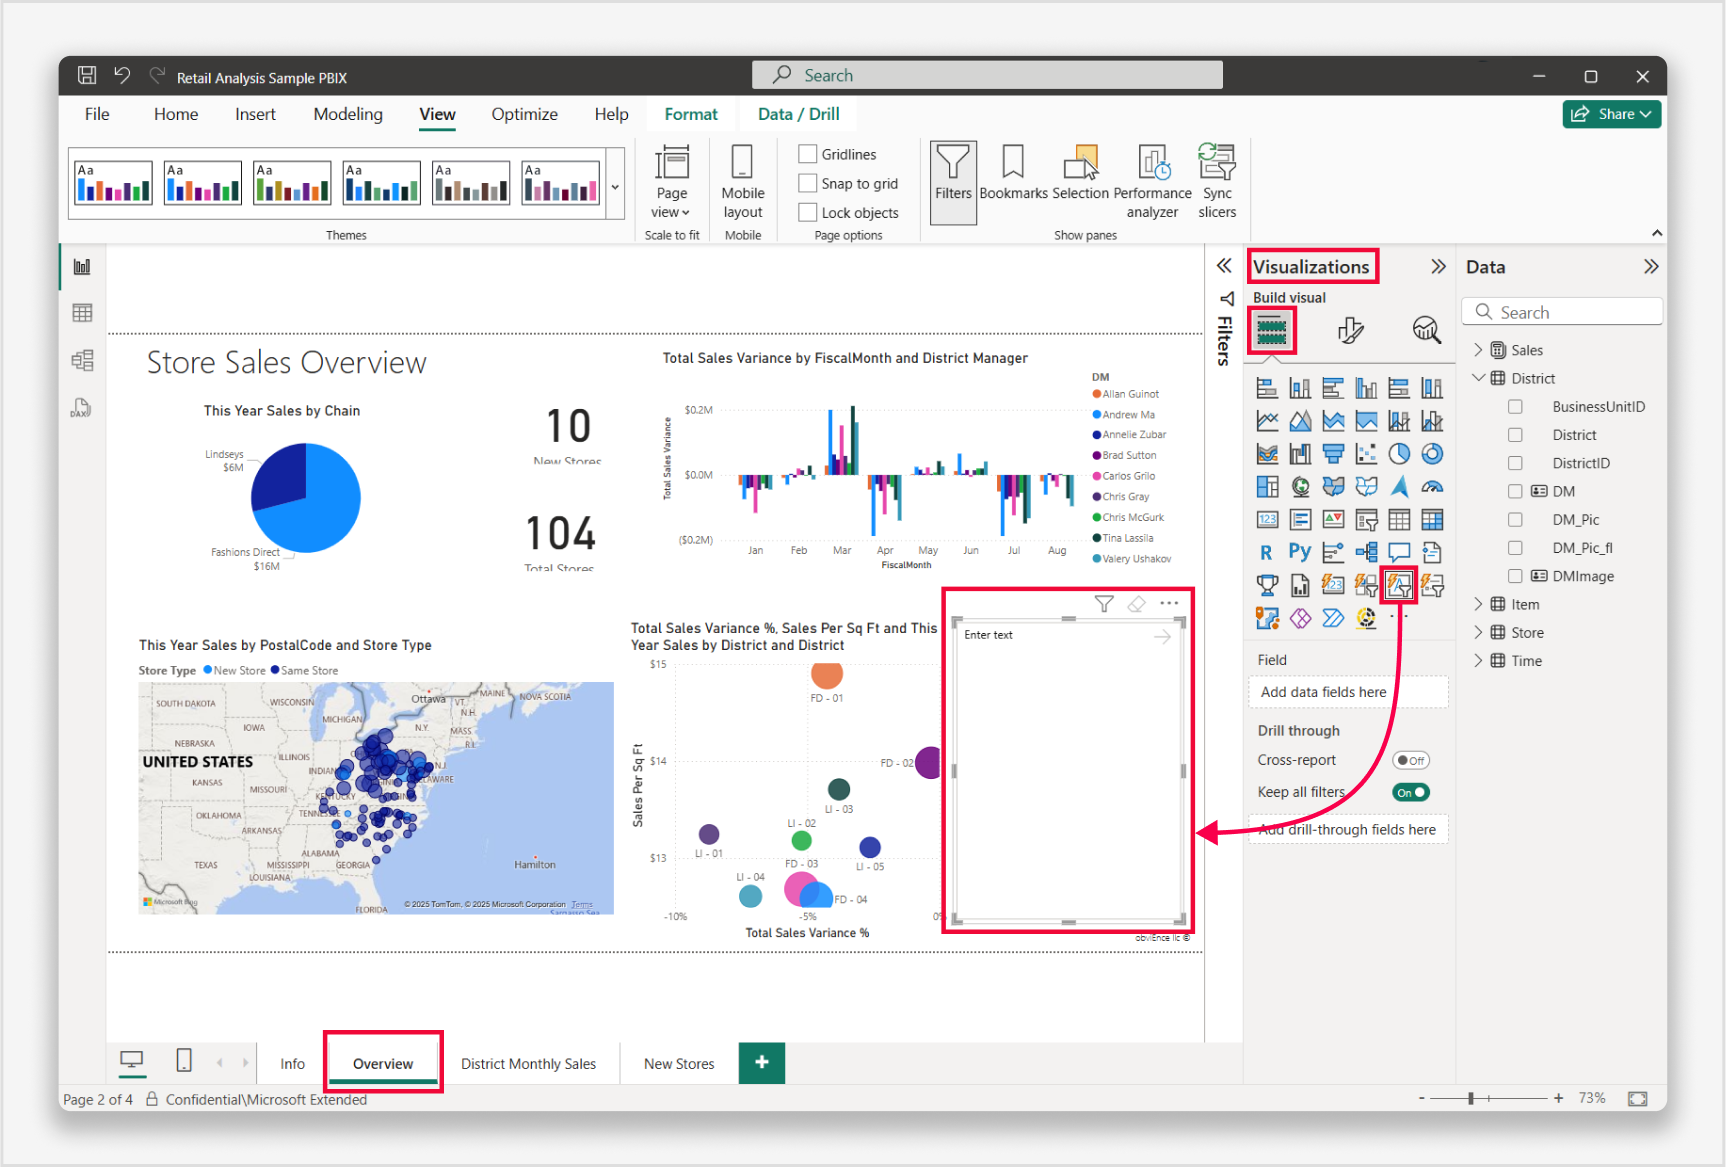 Retail Analysis Sample PBIX
Search
File Home Insert Modeling View Optimize Help Format Data / Drill
Share
Aa Aa Aa Aa Aa Aa
Themes
Page view
Scale to fit
Mobile layout
Mobile
Gridlines
Snap to grid
Lock objects
Page options
Filters
Bookmarks
Selection
Performance analyzer
Sync slicers
Show panes
Store Sales Overview
This Year Sales by Chain
Lindseys
$6M
Fashions Direct
$16M
10
New Stores
104
Total Stores
Total Sales Variance by FiscalMonth and District Manager
Total Sales Variance
$0.2M
$0.0M
($0.2M)
Jan Feb Mar Apr May Jun Jul Aug
FiscalMonth
DM
Allan Guinot
Andrew Ma
Annelie Zubar
Brad Sutton
Carlos Grilo
Chris Gray
Chris McGurk
Tina Lassila
Valery Ushakov
This Year Sales by PostalCode and Store Type
Store Type New Store Same Store
Ottawa
MAINE
NOVA SCOTIA
SOUTH DAKOTA
WISCONSIN
VT.
N.H.
MICHIGAN
IOWA
N.Y.
MASS
R.I.
NEBRASKA
ILLINOIS
UNITED STATES
INDIAN
N.J.
KANSAS
MISSOURI
LAWARE
KENTUCKY
OKLAHOMA
TENNESSE
ARKANSAS
ALABAMA
TEXAS
MISSISSIPPI
GEORGIA
Hamilton
LOUISIANA
FLORIDA
Microsoft Bing
© 2025 TomTom, © 2025 Microsoft Corporation Terms
Sargasso Sea
Total Sales Variance %, Sales Per Sq Ft and This
Year Sales by District and District
Sales Per Sq Ft
$15
$14
$13
FD - 01
FD - 02
LI - 03
LI - 02
LI - 01
FD - 03
LI - 05
LI - 04
FD - 04
-10% -5% 0%
Total Sales Variance %
Enter text
obviEnce llc ©
Filters
Visualizations
Build visual
123
R
Py
123
A
Field
Add data fields here
Drill through
Cross-report
Off
Keep all filters
On
Add drill-through fields here
Data
Search
Sales
District
BusinessUnitID
District
DistrictID
DM
DM_Pic
DM_Pic_fl
DMImage
Item
Store
Time
DAX
Info Overview District Monthly Sales New Stores +
Page 2 of 4 Confidential\Microsoft Extended
- + 73%